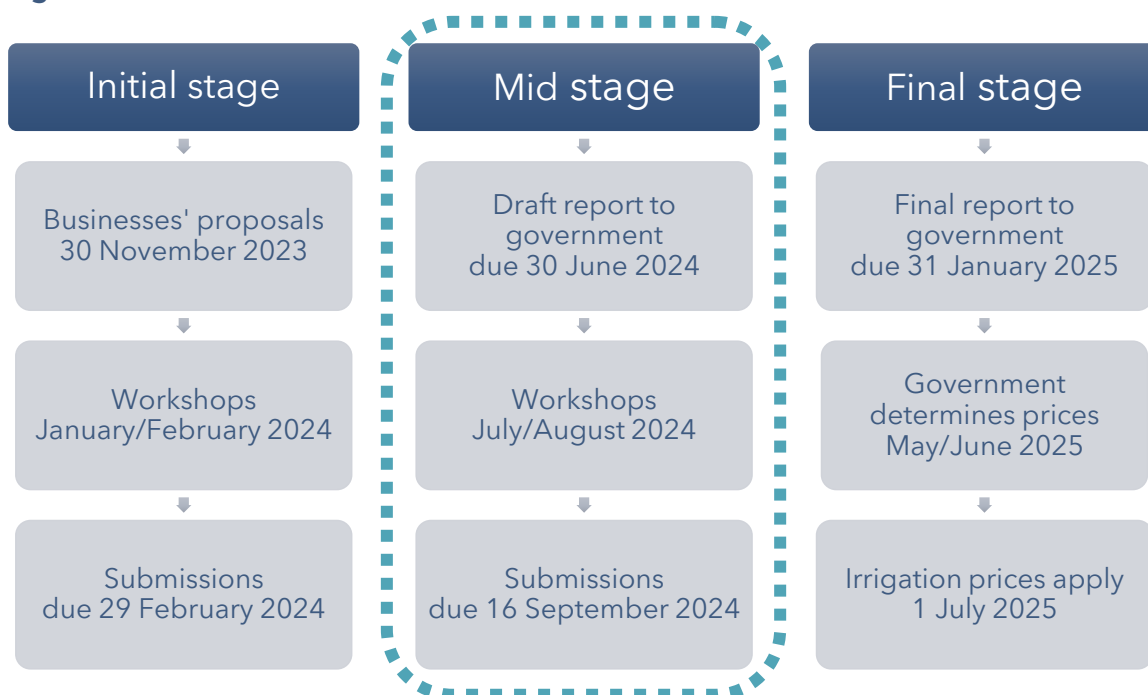 Initial stage
Businesses' proposals
30 November 2023
Workshops
January/February 2024
Submissions
due 29 February 2024
Mid stage
Draft report to
government
due 30 June 2024
Workshops
July/August 2024
Submissions
due 16 September 2024
Final stage
Final report to
government
due 31 January 2025
Government
determines prices
May/June 2025
Irrigation prices apply
1 July 2025